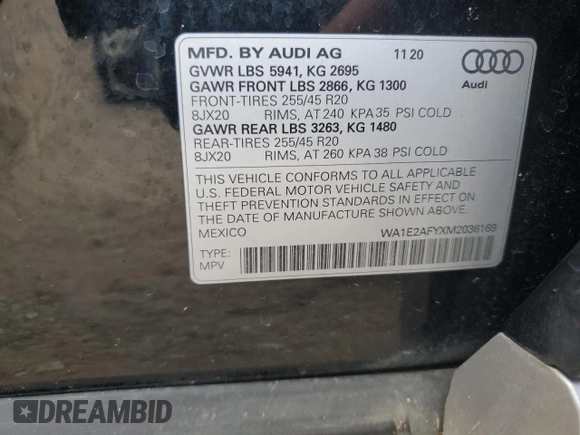 MFD. BY AUDI AG 11 20
GVWR LBS 5941, KG 2695
GAWR FRONT LBS 2866, KG 1300
FRONT-TIRES 255/45 R20
8JX20 RIMS, AT 240 KPA 35 PSI COLD
GAWR REAR LBS 3263, KG 1480
REAR-TIRES 255/45 R20
8JX20 RIMS, AT 260 KPA 38 PSI COLD
Audi
THIS VEHICLE CONFORMS TO ALL APPLICABLE
U.S. FEDERAL MOTOR VEHICLE SAFETY AND
THEFT PREVENTION STANDARDS IN EFFECT ON
THE DATE OF MANUFACTURE SHOWN ABOVE.
MEXICO WA1E2AFYXM2036169
TYPE:
MPV
DREAMBID